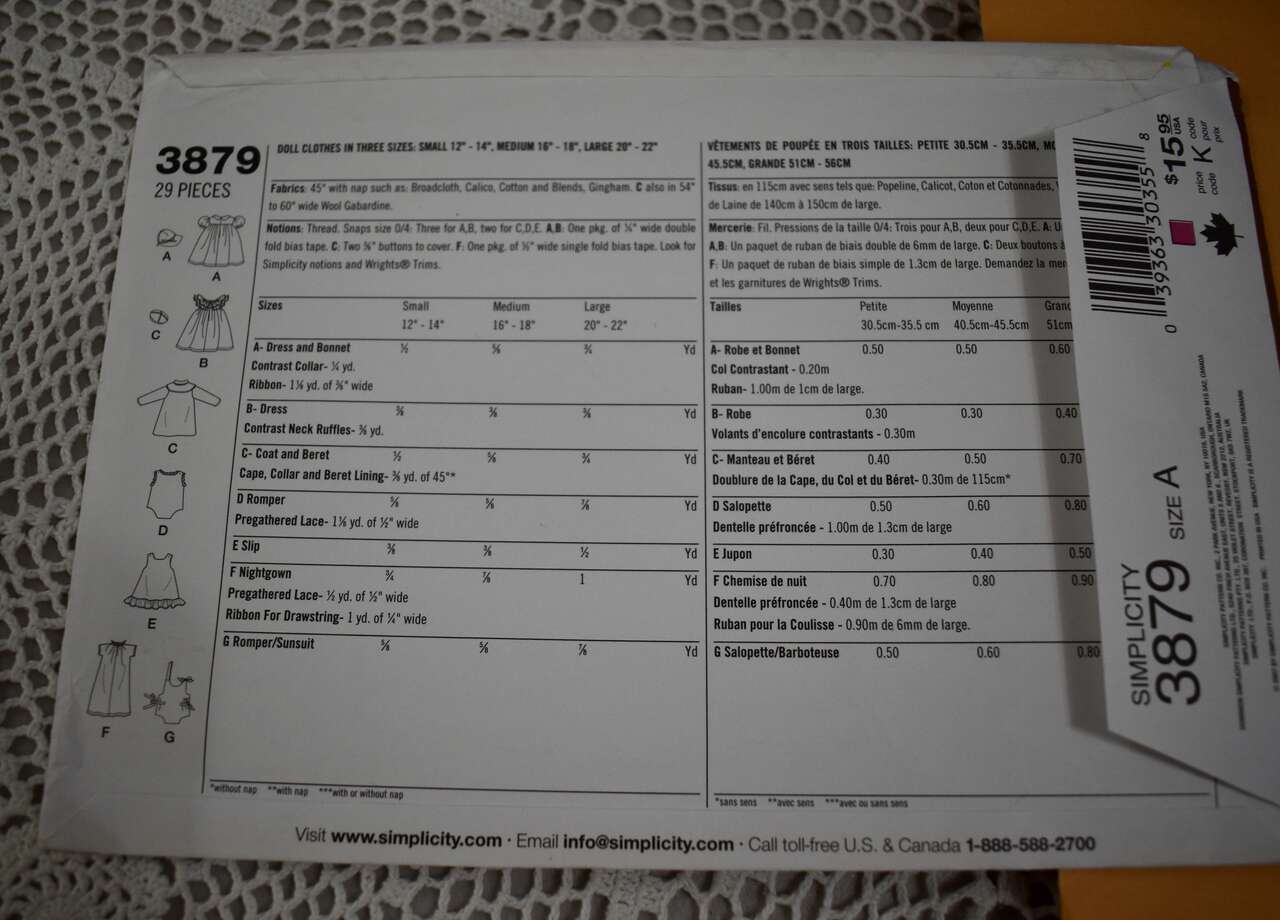 3879
29 PIECES
A
A
C
B
C
D
E
F
G
DOLL CLOTHES IN THREE SIZES: SMALL 12" - 14", MEDIUM 16" - 18", LARGE 20" - 22"
Fabrics: 45" with nap such as: Broadcloth, Calico, Cotton and Blends, Gingham. C also in 54"
to 60" wide Wool Gabardine.
Notions: Thread. Snaps size 0/4: Three for A,B, two for C,D,E. A,B: One pkg. of ¼" wide double
fold bias tape. C: Two buttons to cover. F: One pkg. of ½" wide single fold bias tape. Look for
Simplicity notions and Wrights® Trims.
Sizes Small Medium Large
12" - 14" 16" - 18" 20" - 22"
A- Dress and Bonnet ½ ⅝ ¾ Yd
Contrast Collar- ¼ yd.
Ribbon- 1⅛ yd. of ⅜" wide
B- Dress ⅜ ⅜ ⅜ Yd
Contrast Neck Ruffles- ⅜ yd.
C- Coat and Beret ½ ⅝ ¾ Yd
Cape, Collar and Beret Lining- ⅜ yd. of 45"*
D Romper ⅝ ⅝ ⅞ Yd
Pregathered Lace- 1⅛ yd. of ½" wide
E Slip ⅜ ⅜ ½ Yd
F Nightgown ¾ ⅞ 1 Yd
Pregathered Lace- ½ yd. of ½" wide
Ribbon For Drawstring- 1 yd. of ¼" wide
G Romper/Sunsuit ⅝ ⅝ ⅞ Yd
*without nap **with nap ***with or without nap
VÊTEMENTS DE POUPÉE EN TROIS TAILLES: PETITE 30.5CM - 35.5CM,
45.5CM, GRANDE 51CM - 56CM
Tissus: en 115cm avec sens tels que: Popeline, Calicot, Coton et Cotonnades,
de Laine de 140cm à 150cm de large.
Mercerie: Fil. Pressions de la taille 0/4: Trois pour A,B, deux pour C,D,E. A:
A,B: Un paquet de ruban de biais double de 6mm de large. C: Deux boutons à
F: Un paquet de ruban de biais simple de 1.3cm de large. Demandez la
et les garnitures de Wrights® Trims.
Tailles Petite Moyenne
30.5cm-35.5 cm 40.5cm-45.5cm 51cm
A- Robe et Bonnet 0.50 0.50 0.60
Col Contrastant - 0.20m
Ruban- 1.00m de 1cm de large.
B- Robe 0.30 0.30 0.40
Volants d'encolure contrastants - 0.30m
C- Manteau et Béret 0.40 0.50 0.70
Doublure de la Cape, du Col et du Béret- 0.30m de 115cm*
D Salopette 0.50 0.60 0.80
Dentelle préfroncée - 1.00m de 1.3cm de large
E Jupon 0.30 0.40 0.50
F Chemise de nuit 0.70 0.80 0.90
Dentelle préfroncée - 0.40m de 1.3cm de large
Ruban pour la Coulisse - 0.90m de 6mm de large.
G Salopette/Barboteuse 0.50 0.60 0.80
*sans sens **avec sens ***avec ou sans sens
Visit www.simplicity.com · Email info@simplicity.com · Call toll-free U.S. & Canada 1-888-588-2700
0 39363 30355 8
$15.95 USA
price code K code pour prix
SIMPLICITY
3879 SIZE A